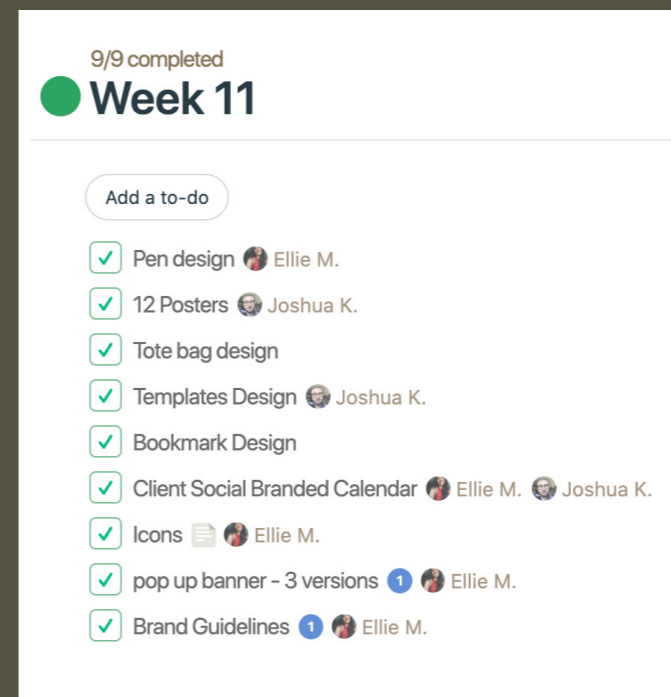 9/9 completed
Week 11
Add a to-do
Pen design Ellie M.
12 Posters Joshua K.
Tote bag design
Templates Design Joshua K.
Bookmark Design
Client Social Branded Calendar Ellie M. Joshua K.
Icons Ellie M.
pop up banner - 3 versions 1 Ellie M.
Brand Guidelines 1 Ellie M.